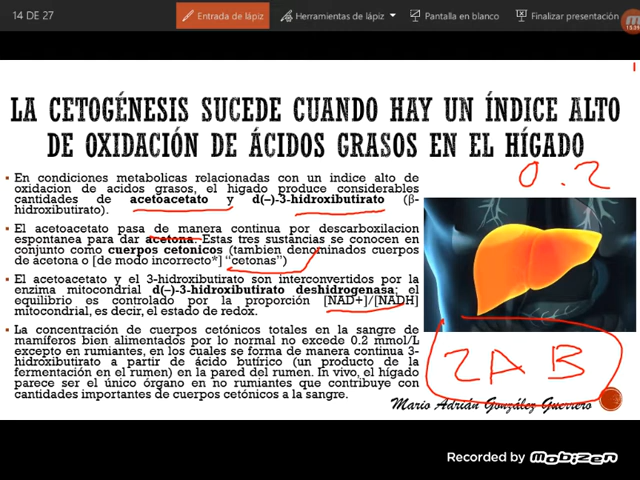 14 DE 27
Entrada de lápiz
Herramientas de lápiz
Pantalla en blanco
Finalizar presentación
LA CETOGÉNESIS SUCEDE CUANDO HAY UN ÍNDICE ALTO
DE OXIDACIÓN DE ÁCIDOS GRASOS EN EL HÍGADO
0.2
En condiciones metabolicas relacionadas con un indice alto de
oxidacion de acidos grasos, el higado produce considerables
cantidades de acetoacetato y d(–)-3-hidroxibutirato (β-
hidroxibutirato).
El acetoacetato pasa de manera continua por descarboxilacion
espontanea para dar acetona. Estas tres sustancias se conocen en
conjunto como cuerpos cetónicos (tambien denominados cuerpos
de acetona o [de modo incorrecto*] “cetonas”)
El acetoacetato y el 3-hidroxibutirato son interconvertidos por la
enzima mitocondrial d(–)-3-hidroxibutirato deshidrogenasa; el
equilibrio es controlado por la proporción [NAD+]/[NADH]
mitocondrial, es decir, el estado de redox.
La concentración de cuerpos cetónicos totales en la sangre de
mamíferos bien alimentados por lo normal no excede 0.2 mmol/L
excepto en rumiantes, en los cuales se forma de manera continua 3-
hidroxibutirato a partir de ácido butírico (un producto de la
fermentación en el rumen) en la pared del rumen. In vivo, el hígado
parece ser el único órgano en no rumiantes que contribuye con
cantidades importantes de cuerpos cetónicos a la sangre.
2A B
Mario Adrián González Guerrero
Recorded by Mobizen